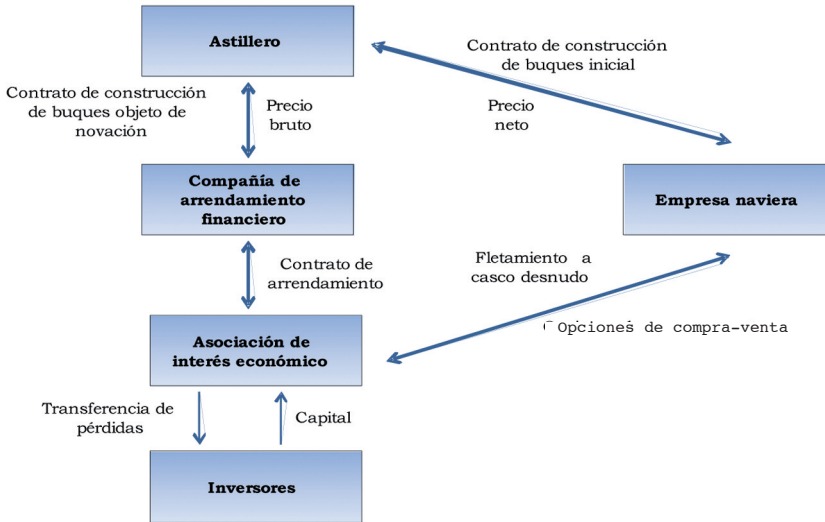 Astillero
Contrato de construcción
de buques inicial
Contrato de construcción
de buques objeto de
novación
Precio
bruto
Precio
neto
Compañía de
arrendamiento
financiero
Empresa naviera
Fletamiento a
casco desnudo
Contrato de
arrendamiento
Opciones de compra-venta
Asociación de
interés económico
Transferencia de
pérdidas
Capital
Inversores